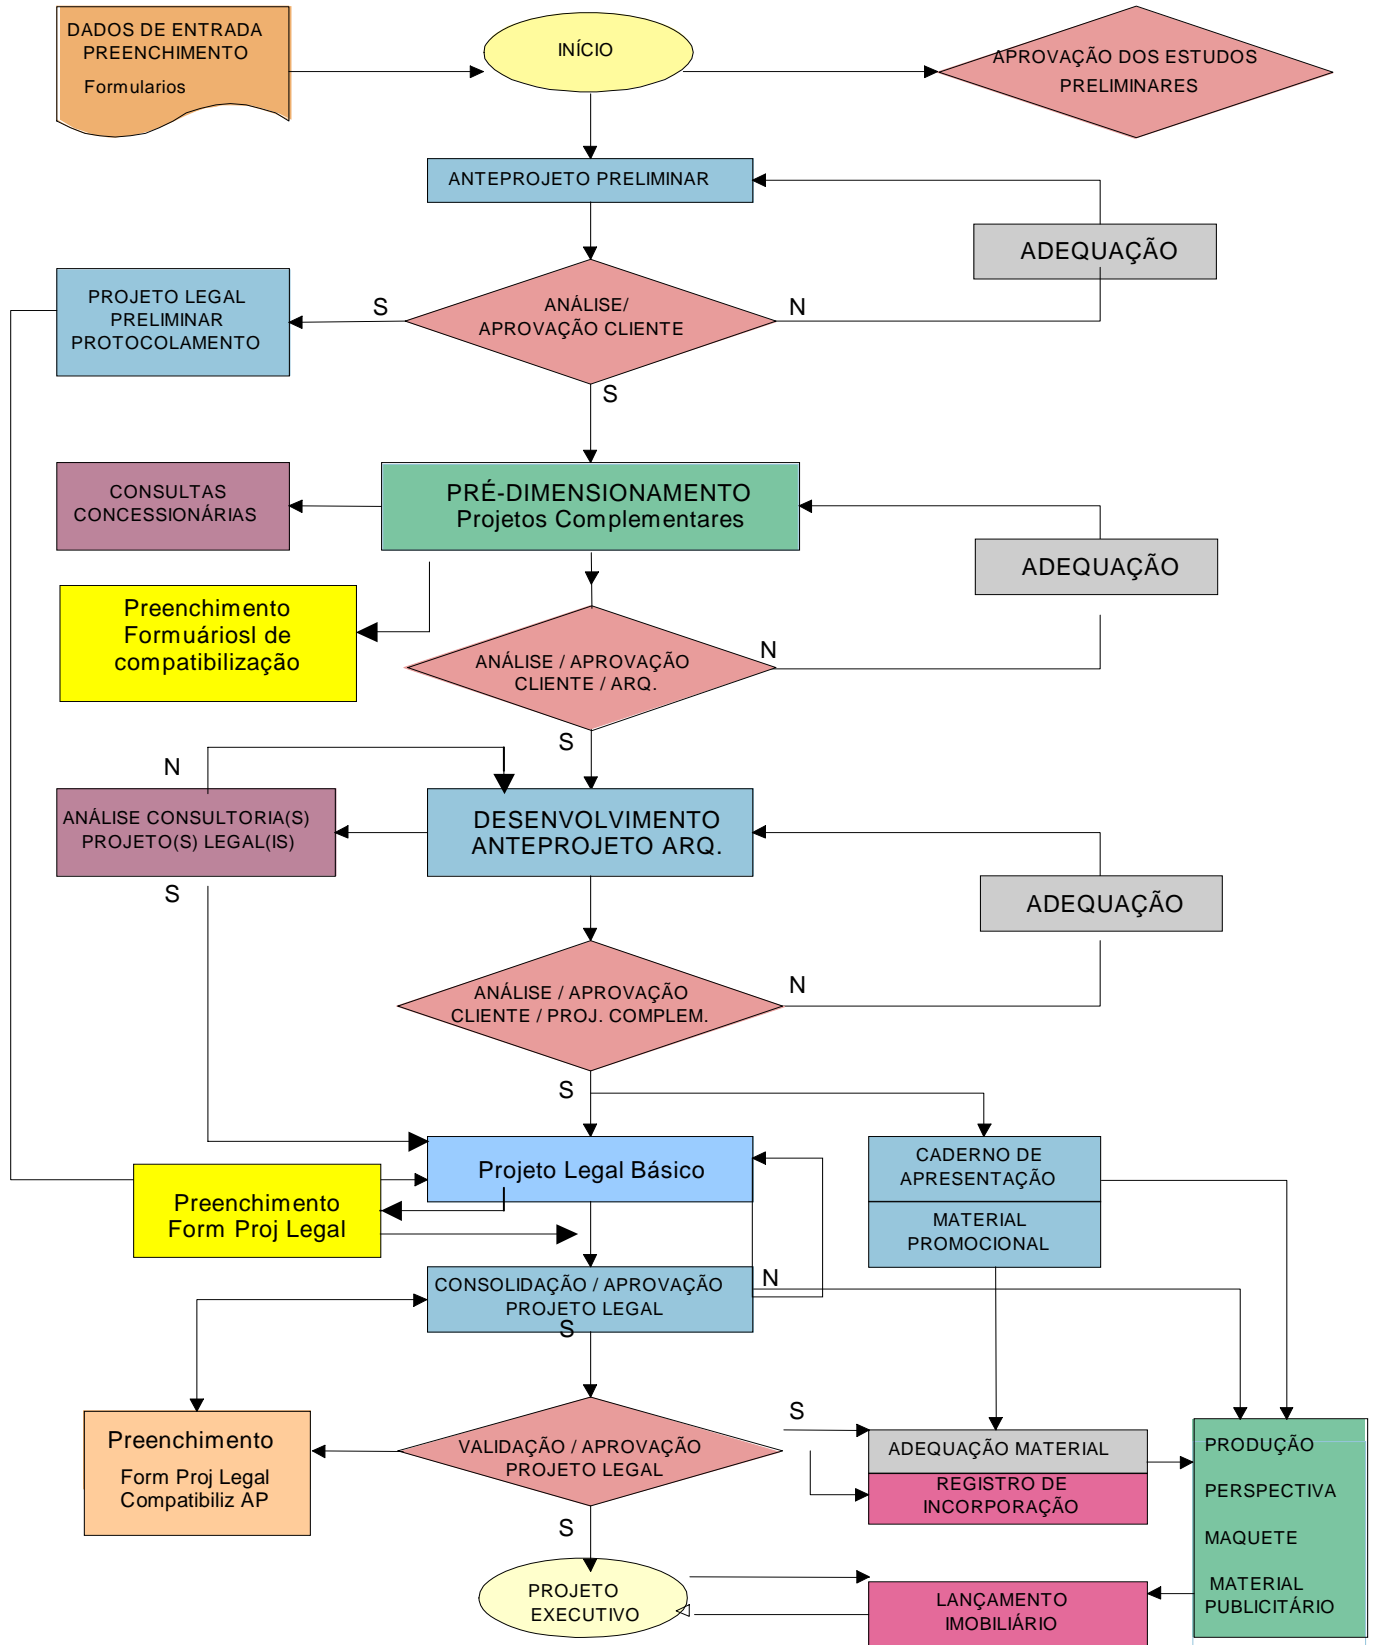 DADOS DE ENTRADA
PREENCHIMENTO
Formularios
INÍCIO
APROVAÇÃO DOS ESTUDOS
PRELIMINARES
ANTEPROJETO PRELIMINAR
ADEQUAÇÃO
PROJETO LEGAL
PRELIMINAR
PROTOCOLAMENTO
S
ANÁLISE/
APROVAÇÃO CLIENTE
N
S
CONSULTAS
CONCESSIONÁRIAS
PRÉ-DIMENSIONAMENTO
Projetos Complementares
ADEQUAÇÃO
Preenchimento
Formuáriosl de
compatibilização
ANÁLISE / APROVAÇÃO
CLIENTE / ARQ.
N
S
N
ANÁLISE CONSULTORIA(S)
PROJETO(S) LEGAL(IS)
S
DESENVOLVIMENTO
ANTEPROJETO ARQ.
ADEQUAÇÃO
ANÁLISE / APROVAÇÃO
CLIENTE / PROJ. COMPLEM.
N
S
Projeto Legal Básico
CADERNO DE
APRESENTAÇÃO
MATERIAL
PROMOCIONAL
Preenchimento
Form Proj Legal
CONSOLIDAÇÃO / APROVAÇÃO
PROJETO LEGAL
N
S
Preenchimento
Form Proj Legal
Compatibiliz AP
VALIDAÇÃO / APROVAÇÃO
PROJETO LEGAL
S
ADEQUAÇÃO MATERIAL
REGISTRO DE
INCORPORAÇÃO
PRODUÇÃO
PERSPECTIVA
MAQUETE
MATERIAL
PUBLICITÁRIO
S
PROJETO
EXECUTIVO
LANÇAMENTO
IMOBILIÁRIO